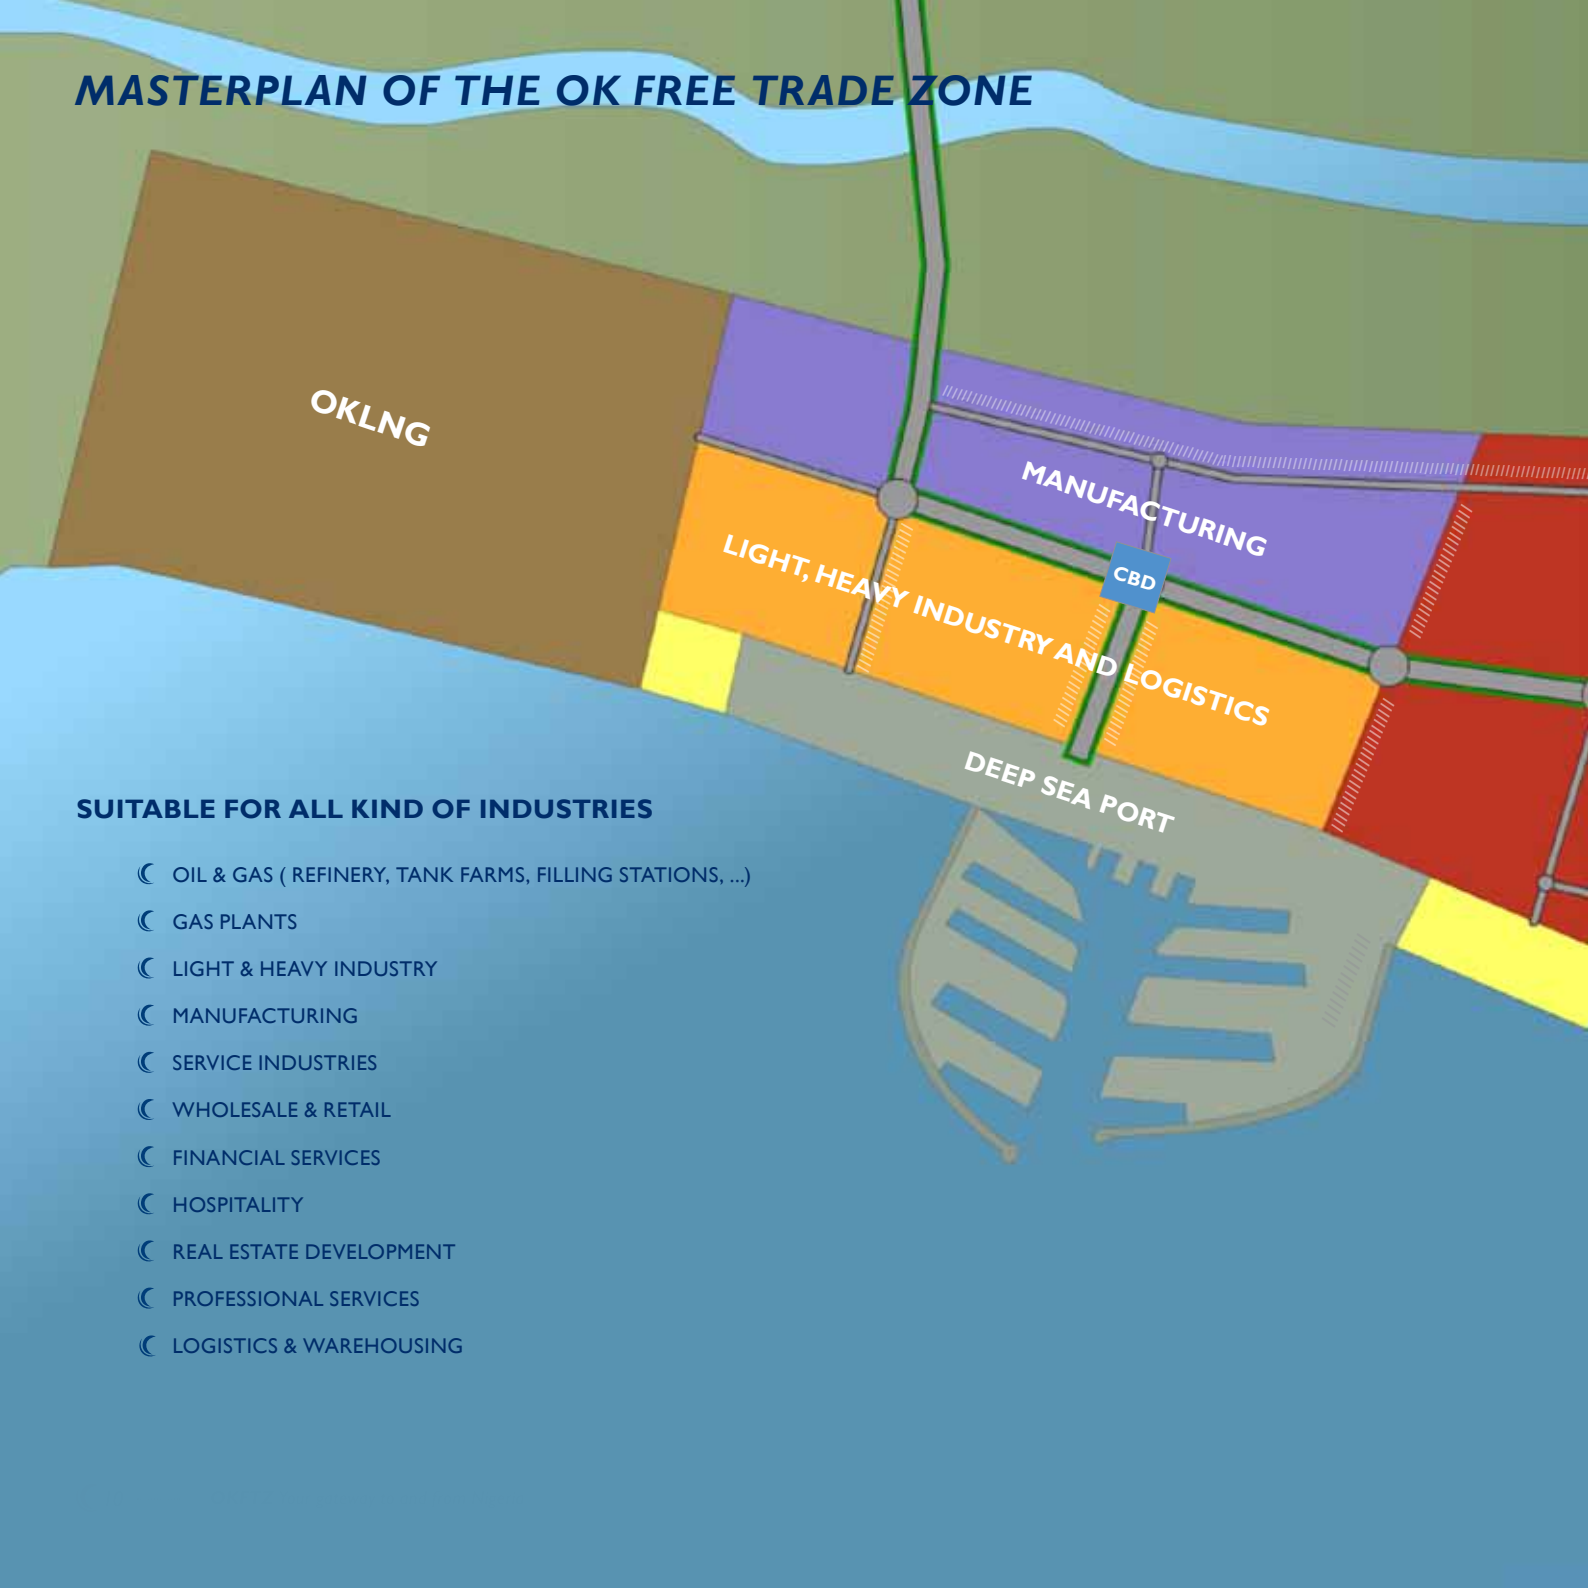 MASTERPLAN OF THE OK FREE TRADE ZONE
OKLNG
MANUFACTURING
CBD
LIGHT, HEAVY INDUSTRY AND LOGISTICS
DEEP SEA PORT
SUITABLE FOR ALL KIND OF INDUSTRIES
OIL & GAS ( REFINERY, TANK FARMS, FILLING STATIONS, ...)
GAS PLANTS
LIGHT & HEAVY INDUSTRY
MANUFACTURING
SERVICE INDUSTRIES
WHOLESALE & RETAIL
FINANCIAL SERVICES
HOSPITALITY
REAL ESTATE DEVELOPMENT
PROFESSIONAL SERVICES
LOGISTICS & WAREHOUSING